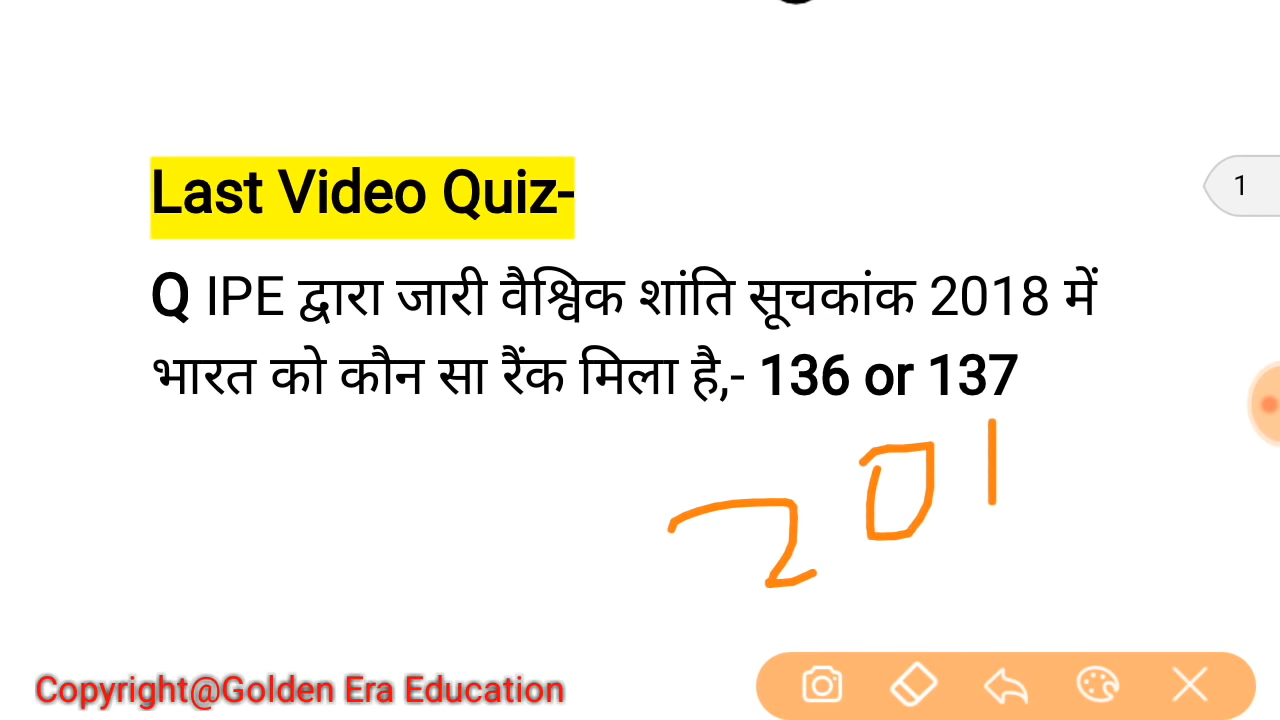 Last Video Quiz-
1
Q IPE द्वारा जारी वैश्विक शांति सूचकांक 2018 में
भारत को कौन सा रैंक मिला है,- 136 or 137
201
Copyright@Golden Era Education